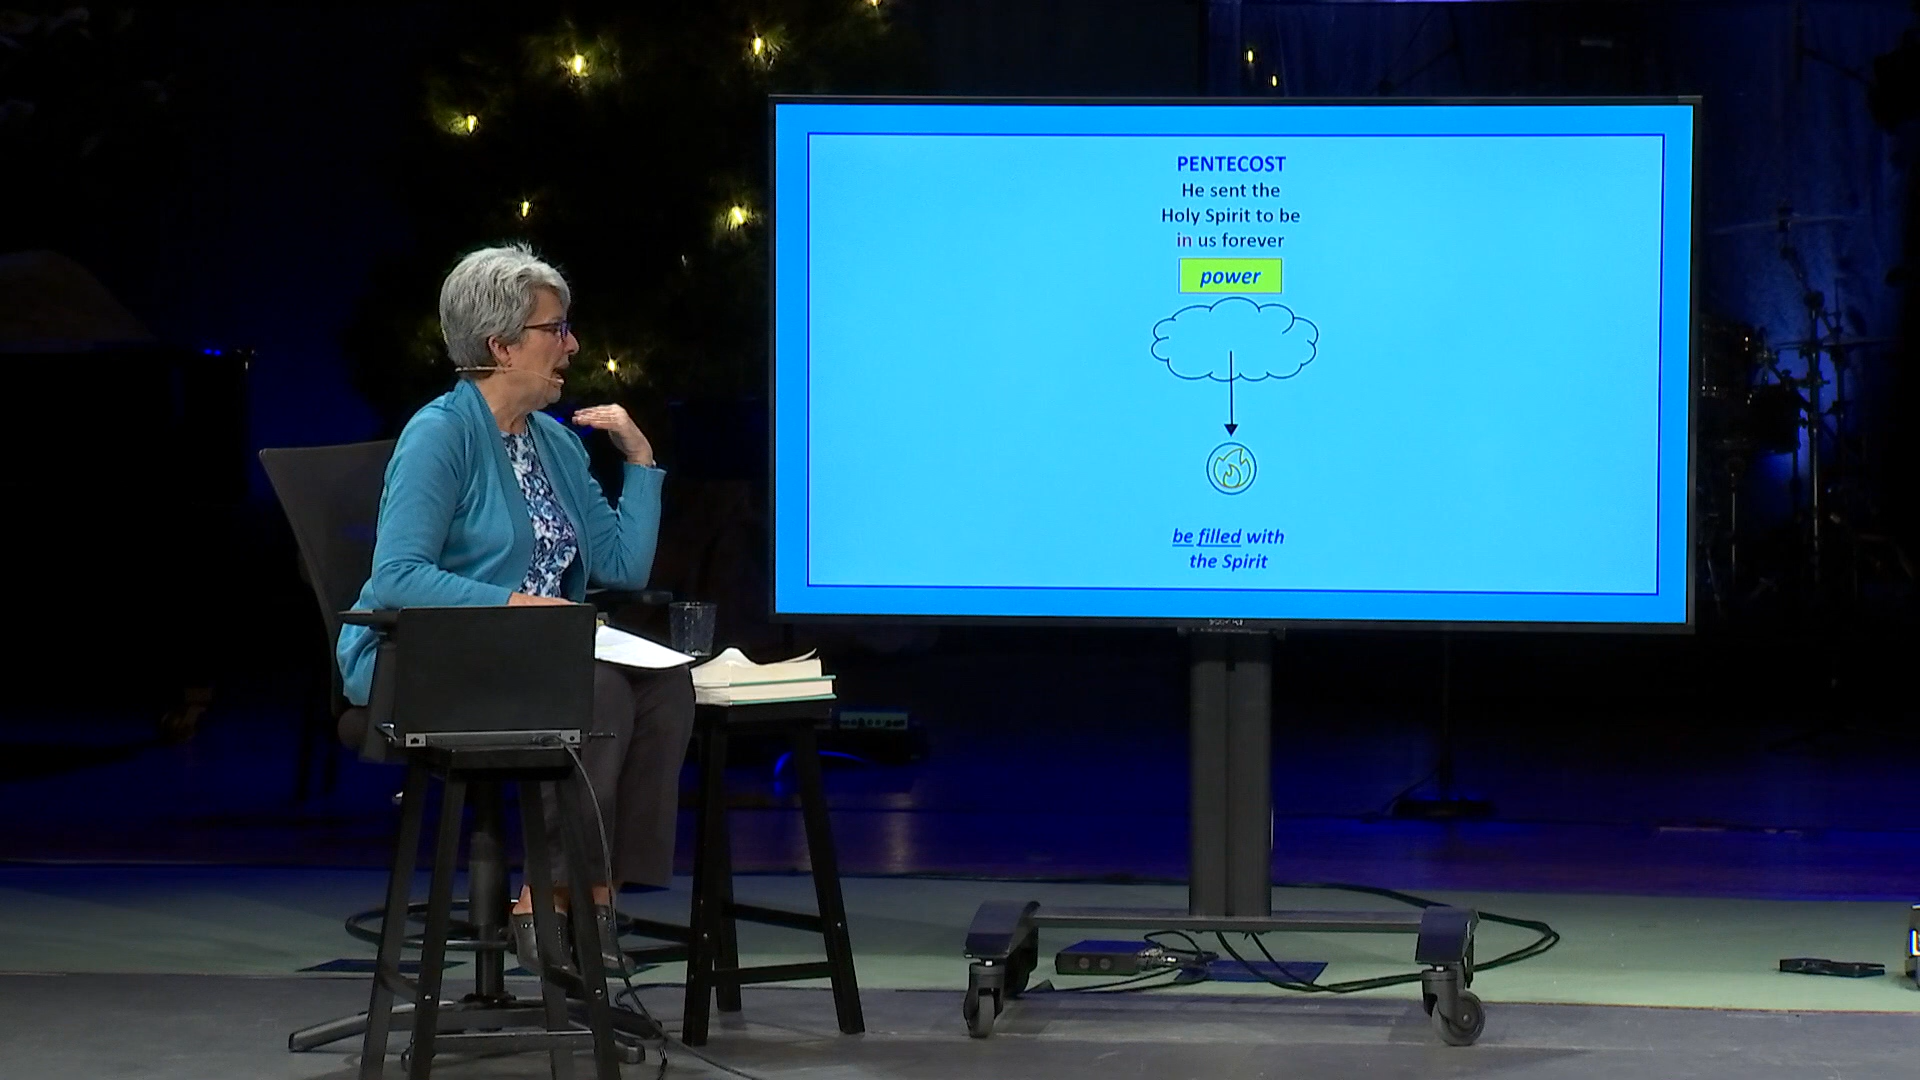 PENTECOST
He sent the
Holy Spirit to be
in us forever
power
be filled with
the Spirit